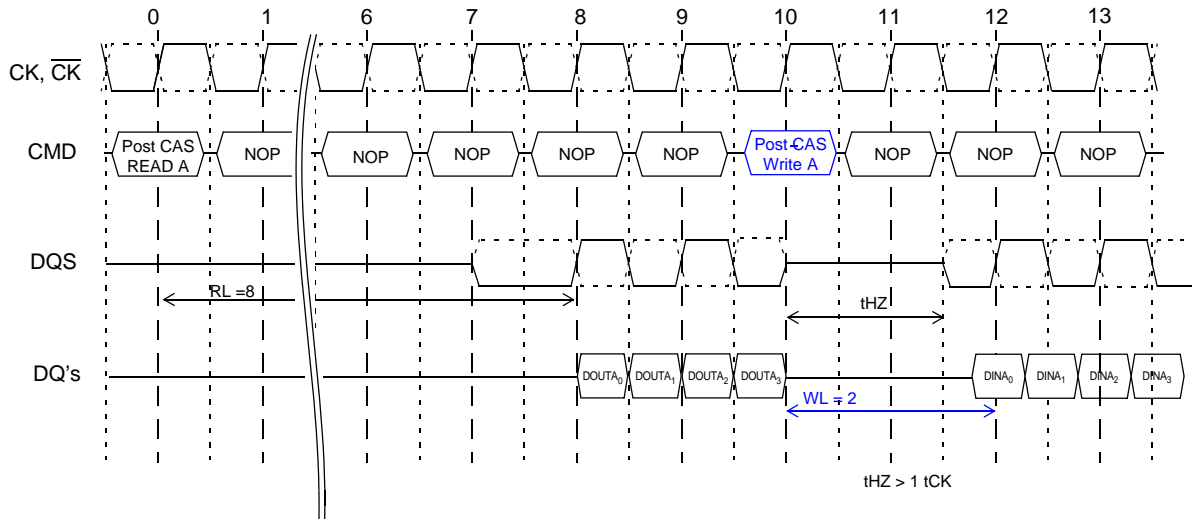 0 1 6 7 8 9 10 11 12 13
CK, CK
CMD
Post CAS
READ A
NOP
NOP
NOP
NOP
NOP
Post CAS
Write A
NOP
NOP
NOP
DQS
RL =8
tHZ
DQ's
DOUTA0 DOUTA1 DOUTA2 DOUTA3
DINA0 DINA1 DINA2 DINA3
WL = 2
tHZ > 1 tCK